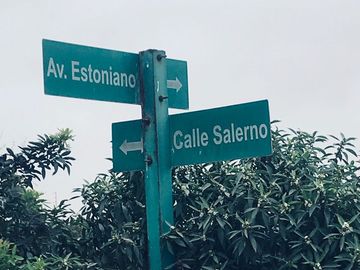 Av. Estoniano
Calle Salerno